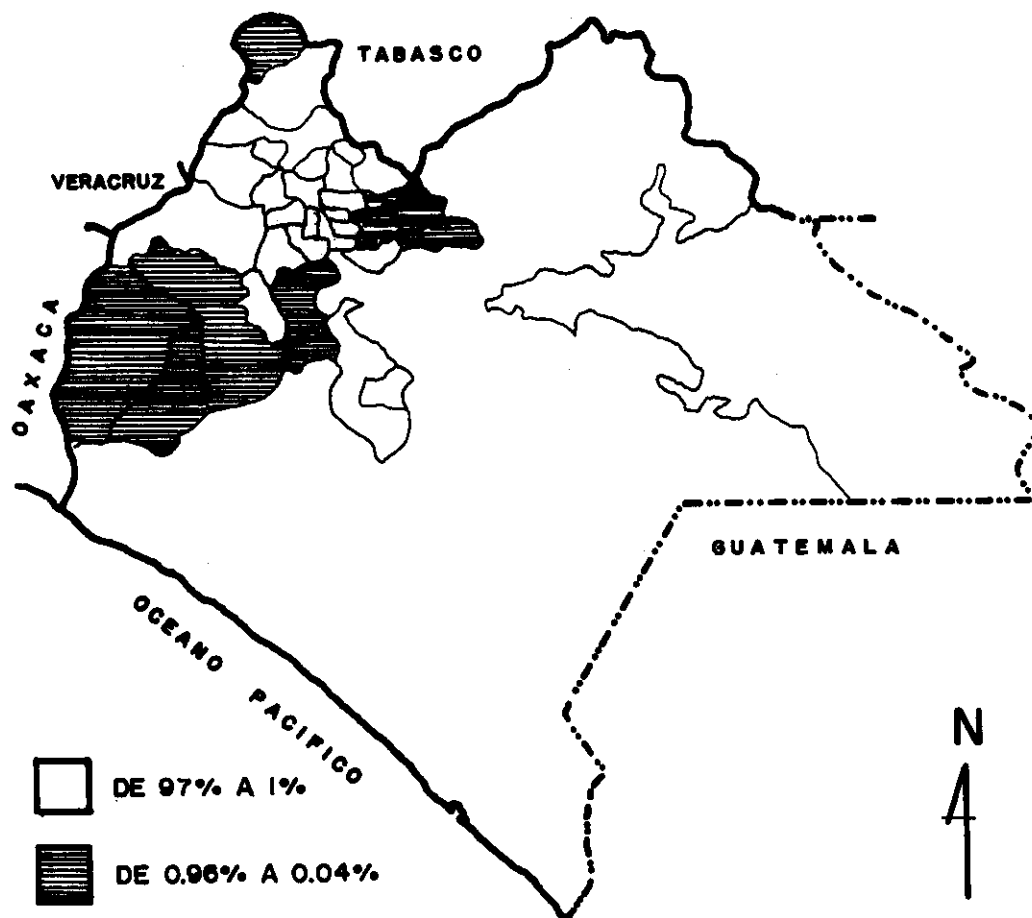 TABASCO
VERACRUZ
OAXACA
GUATEMALA
OCEANO PACIFICO
N
DE 97% A 1%
DE 0.96% A 0.04%